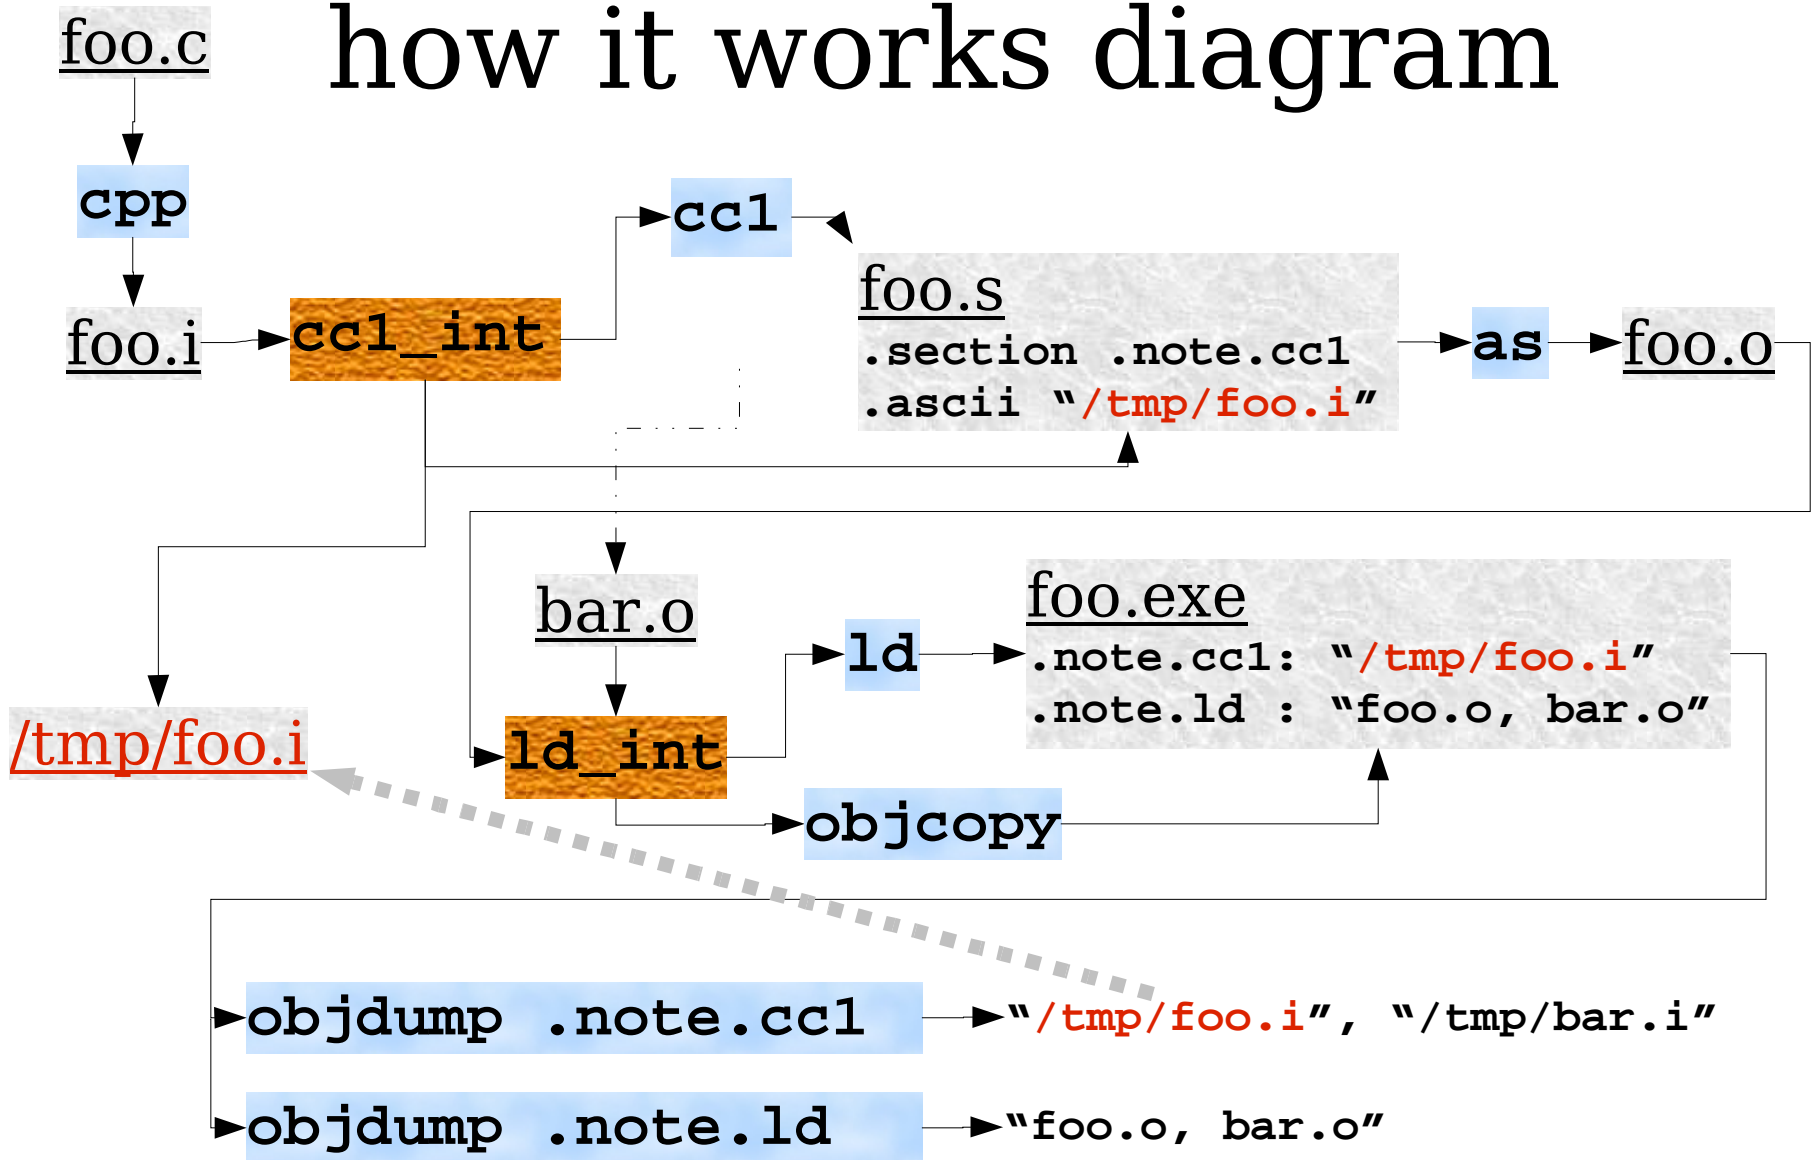 how it works diagram
foo.c
cpp
foo.i
cc1_int
cc1
foo.s
.section .note.cc1
.ascii “/tmp/foo.i”
as
foo.o
bar.o
/tmp/foo.i
ld_int
ld
objcopy
foo.exe
.note.cc1: “/tmp/foo.i”
.note.ld : “foo.o, bar.o”
objdump .note.cc1
“/tmp/foo.i”, “/tmp/bar.i”
objdump .note.ld
“foo.o, bar.o”